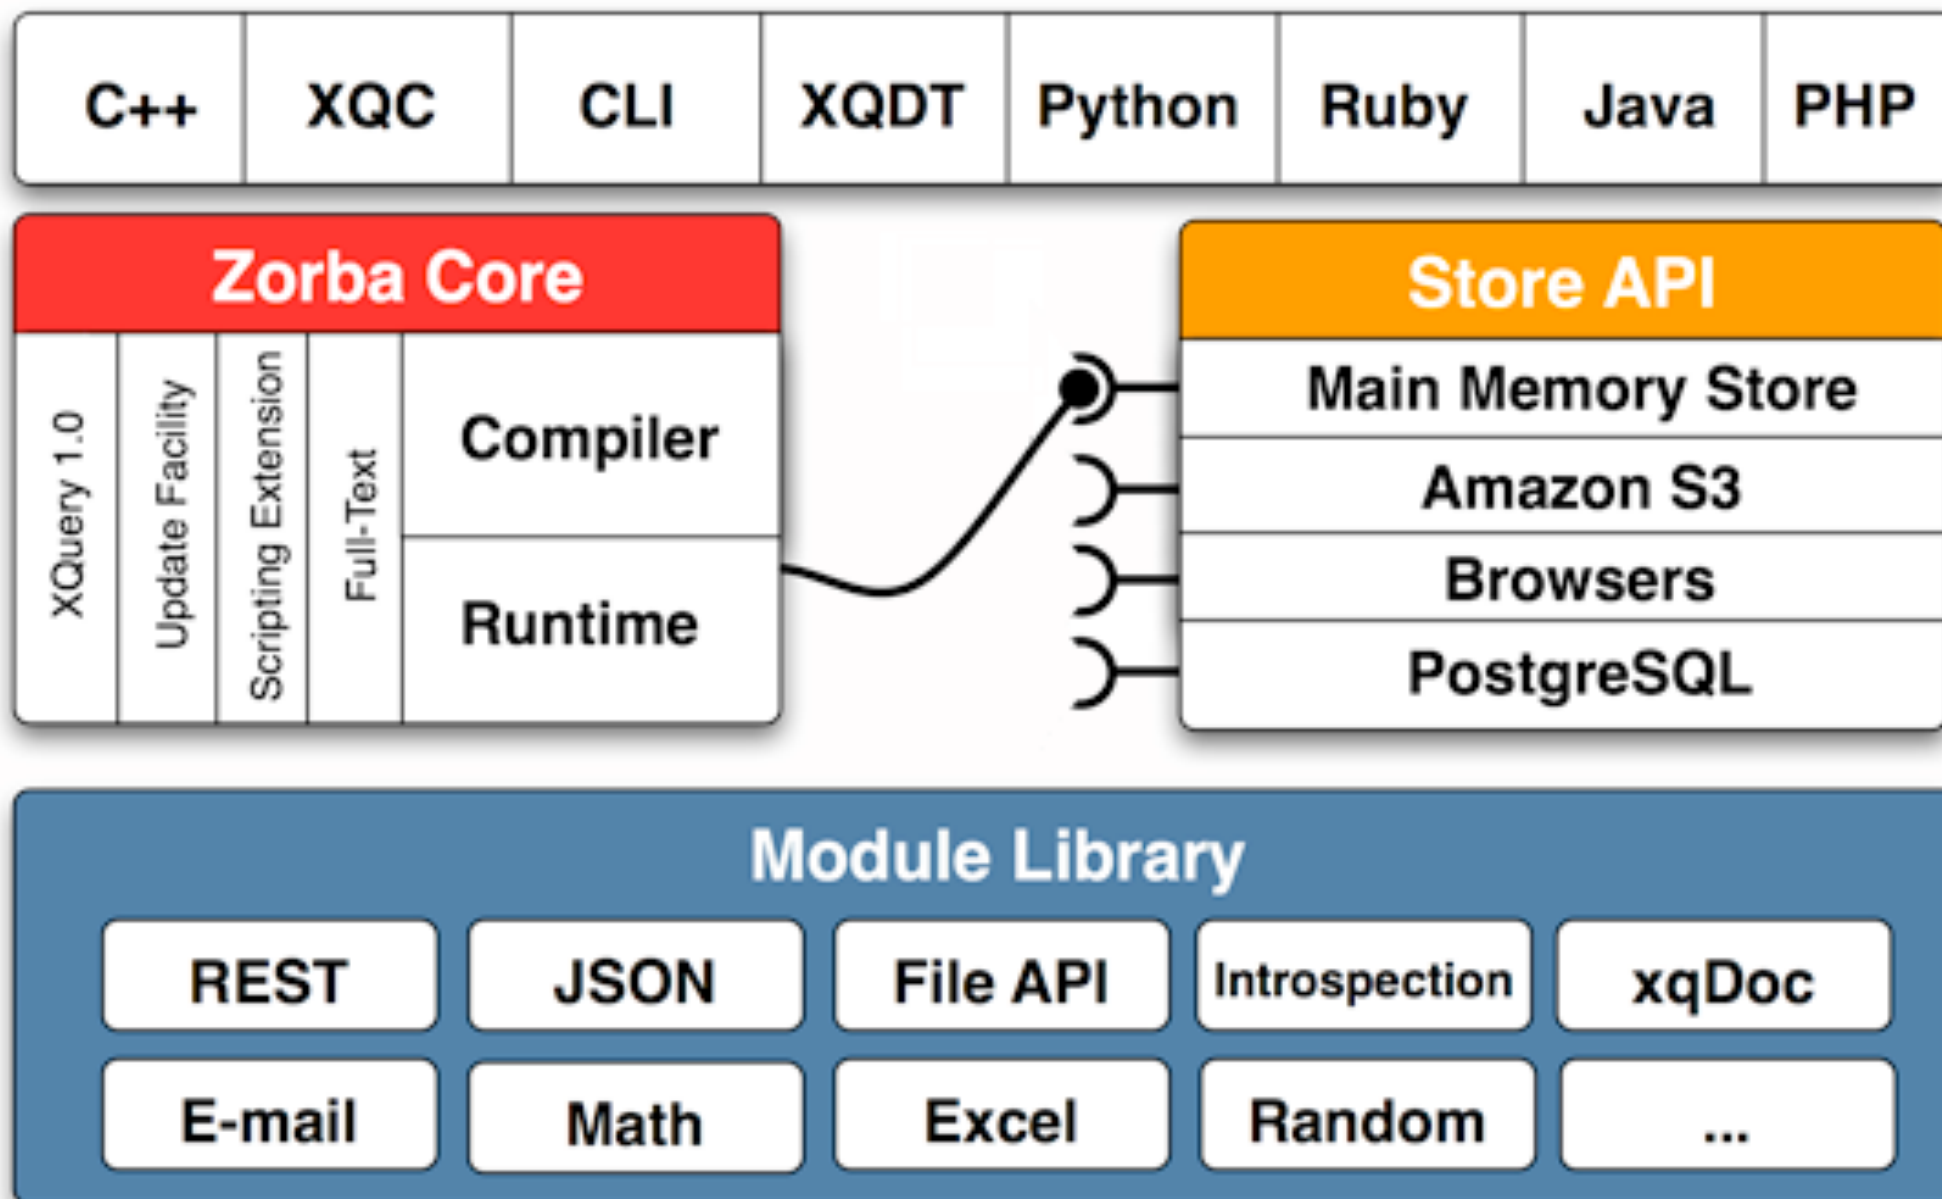 C++ XQC CLI XQDT Python Ruby Java PHP
Zorba Core
XQuery 1.0
Update Facility
Scripting Extension
Full-Text
Compiler
Runtime
Store API
Main Memory Store
Amazon S3
Browsers
PostgreSQL
Module Library
REST JSON File API Introspection xqDoc
E-mail Math Excel Random ...